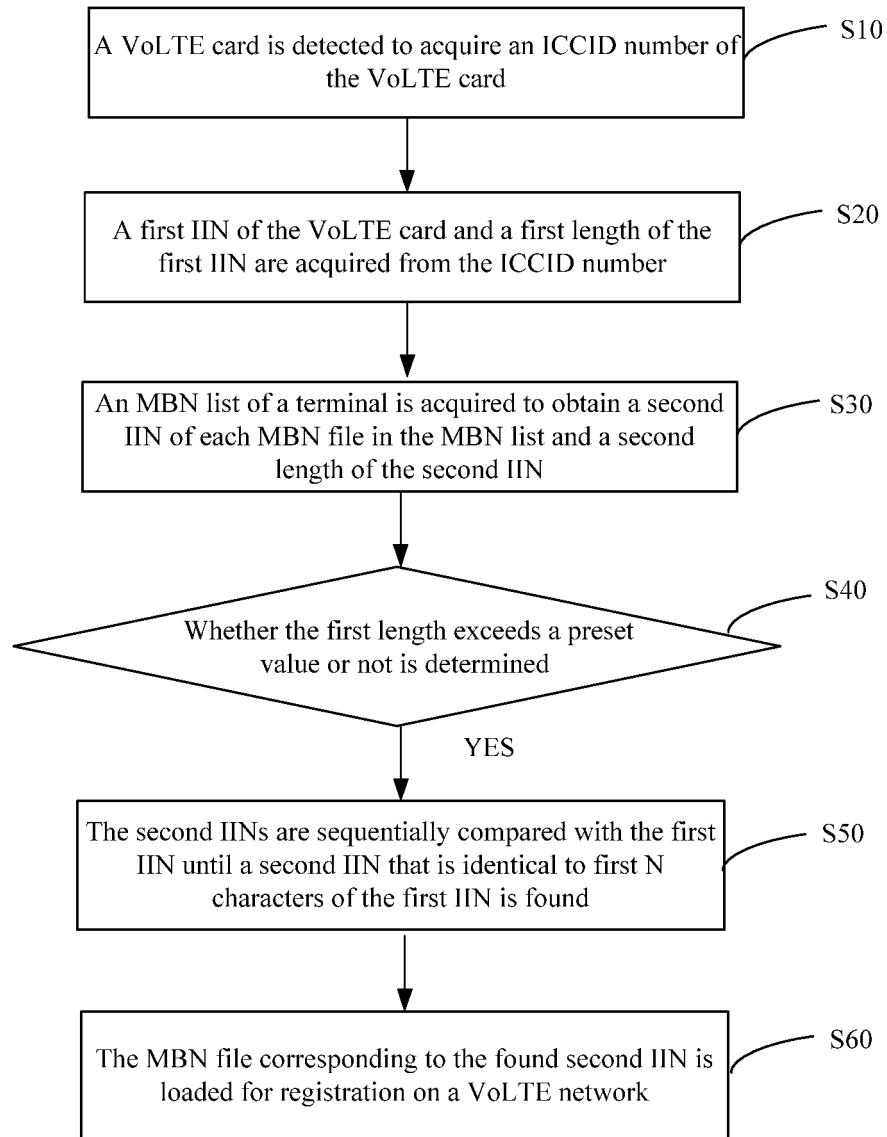 A VoLTE card is detected to acquire an ICCID number of
the VoLTE card
S10
A first IIN of the VoLTE card and a first length of the
first IIN are acquired from the ICCID number
S20
An MBN list of a terminal is acquired to obtain a second
IIN of each MBN file in the MBN list and a second
length of the second IIN
S30
Whether the first length exceeds a preset
value or not is determined
S40
YES
The second IINs are sequentially compared with the first
IIN until a second IIN that is identical to first N
characters of the first IIN is found
S50
The MBN file corresponding to the found second IIN is
loaded for registration on a VoLTE network
S60